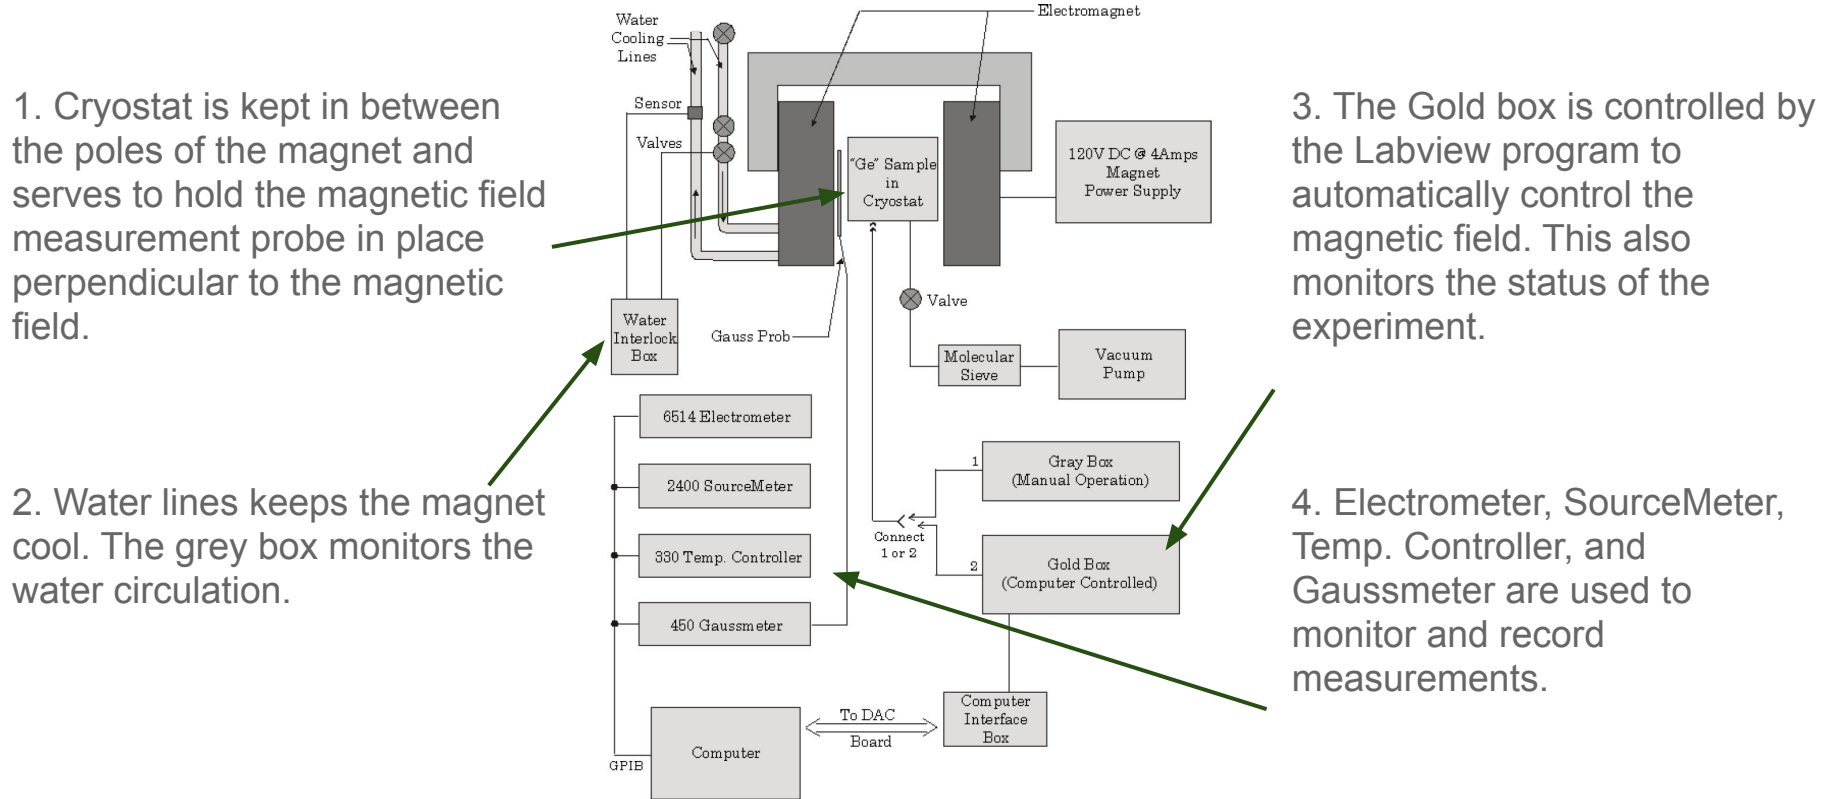 1. Cryostat is kept in between
the poles of the magnet and
serves to hold the magnetic field
measurement probe in place
perpendicular to the magnetic
field.
2. Water lines keeps the magnet
cool. The grey box monitors the
water circulation.
Water
Cooling
Lines
Electromagnet
Sensor
Valves
"Ge" Sample
in
Cryostat
120V DC @ 4Amps
Magnet
Power Supply
Water
Interlock
Box
Gauss Prob
Valve
Molecular
Sieve
Vacuum
Pump
6514 Electrometer
2400 SourceMeter
330 Temp. Controller
450 Gaussmeter
1
Gray Box
(Manual Operation)
Connect
1 or 2
2
Gold Box
(Computer Controlled)
Computer
Interface
Box
To DAC
Board
Computer
GPIB
3. The Gold box is controlled by
the Labview program to
automatically control the
magnetic field. This also
monitors the status of the
experiment.
4. Electrometer, SourceMeter,
Temp. Controller, and
Gaussmeter are used to
monitor and record
measurements.